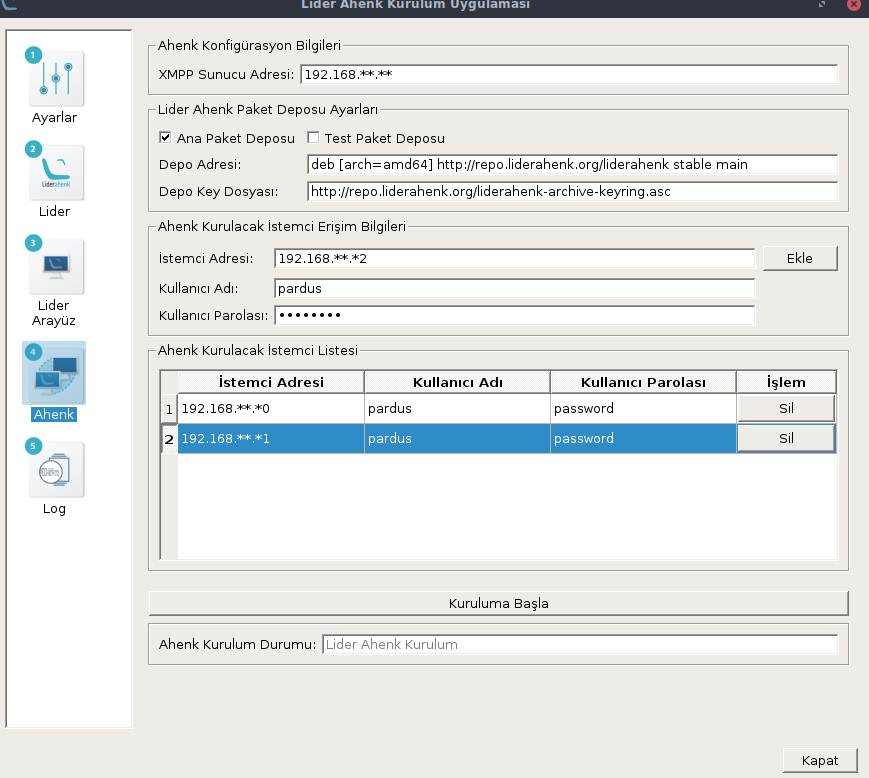 Lider Ahenk Kurulum Uygulaması
1
Ayarlar
2
Liderahenk
Lider
3
Lider
Arayüz
4
Ahenk
5
Log
Ahenk Konfigürasyon Bilgileri
XMPP Sunucu Adresi: 192.168.**.**
Lider Ahenk Paket Deposu Ayarları
Ana Paket Deposu Test Paket Deposu
Depo Adresi: deb [arch=amd64] http://repo.liderahenk.org/liderahenk stable main
Depo Key Dosyası: http://repo.liderahenk.org/liderahenk-archive-keyring.asc
Ahenk Kurulacak İstemci Erişim Bilgileri
İstemci Adresi: 192.168.**.*2 Ekle
Kullanıcı Adı: pardus
Kullanıcı Parolası: ••••••••
Ahenk Kurulacak İstemci Listesi
İstemci Adresi Kullanıcı Adı Kullanıcı Parolası İşlem
1 192.168.**.*0 pardus password Sil
2 192.168.**.*1 pardus password Sil
Kuruluma Başla
Ahenk Kurulum Durumu: Lider Ahenk Kurulum
Kapat